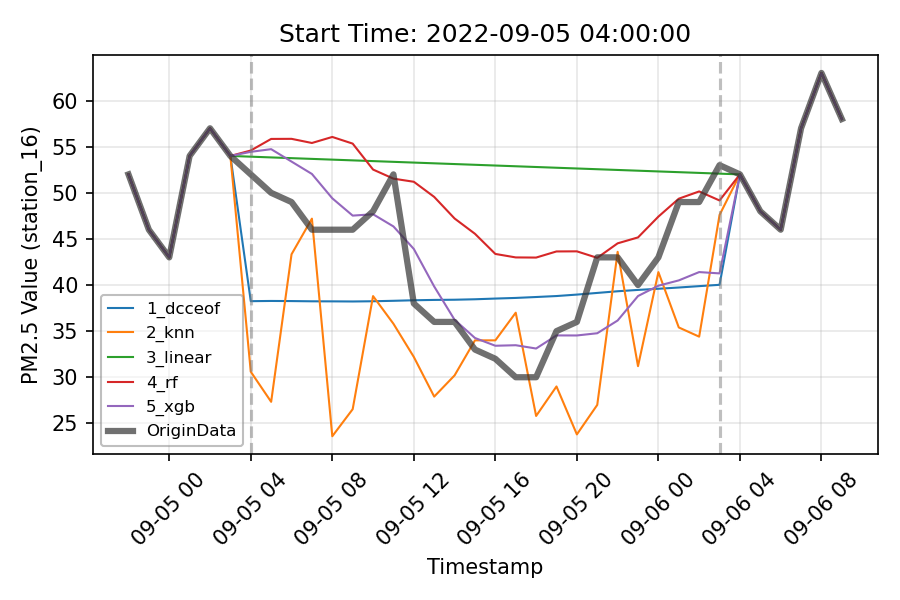 Start Time: 2022-09-05 04:00:00
PM2.5 Value (station_16)
60
55
50
45
40
35
30
25
1_dcceof
2_knn
3_linear
4_rf
5_xgb
OriginData
09-05 00
09-05 04
09-05 08
09-05 12
09-05 16
09-05 20
09-06 00
09-06 04
09-06 08
Timestamp